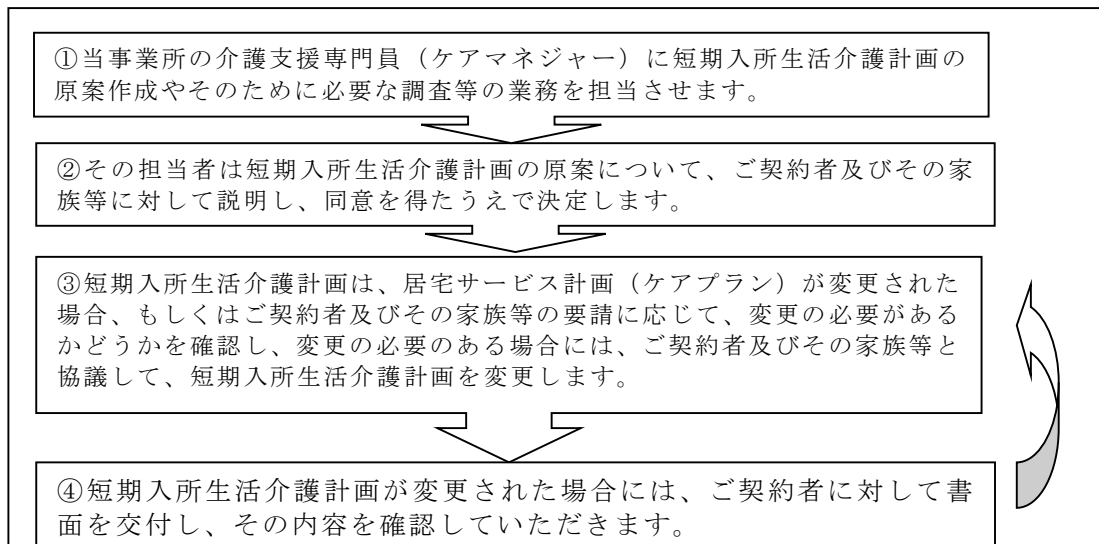 ①当事業所の介護支援専門員（ケアマネジャー）に短期入所生活介護計画の
原案作成やそのために必要な調査等の業務を担当させます。
②その担当者は短期入所生活介護計画の原案について、ご契約者及びその家
族等に対して説明し、同意を得たうえで決定します。
③短期入所生活介護計画は、居宅サービス計画（ケアプラン）が変更された
場合、もしくはご契約者及びその家族等の要請に応じて、変更の必要がある
かどうかを確認し、変更の必要のある場合には、ご契約者及びその家族等と
協議して、短期入所生活介護計画を変更します。
④短期入所生活介護計画が変更された場合には、ご契約者に対して書
面を交付し、その内容を確認していただきます。